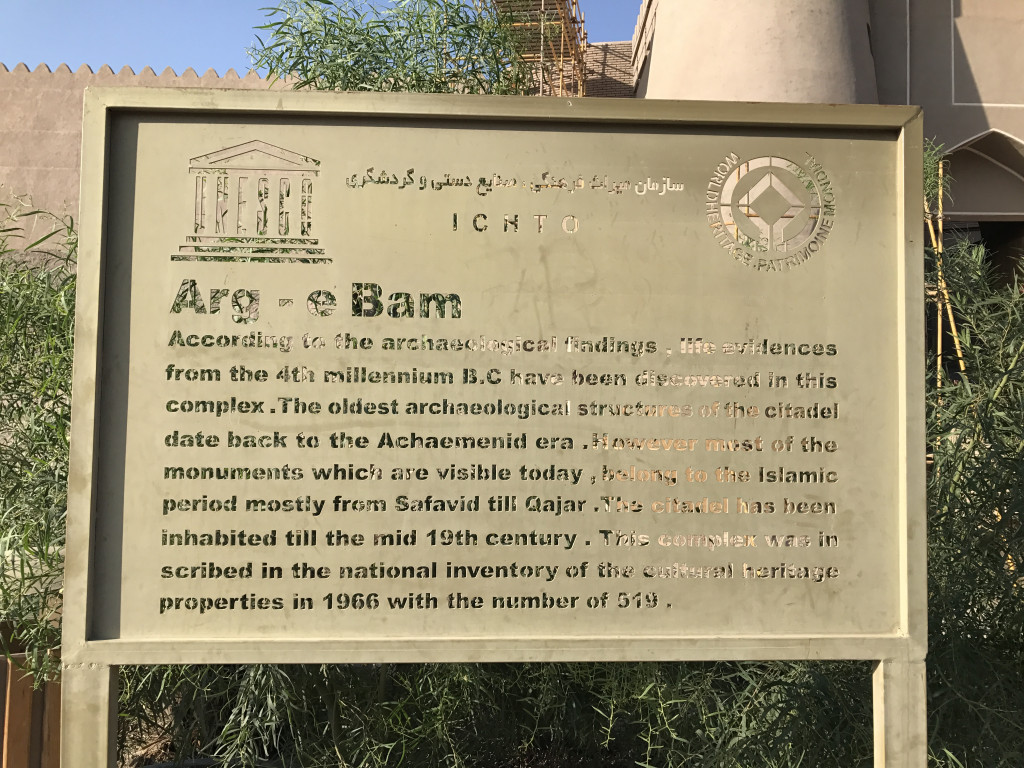 UNESCO
سازمان میراث فرهنگی ، صنایع دستی و گردشگری
ICHTO
WORLD HERITAGE . PATRIMOINE MONDIAL
Arg - e Bam
According to the archaeological findings , life evidences
from the 4th millennium B.C have been discovered in this
complex .The oldest archaeological structures of the citadel
date back to the Achaemenid era .However most of the
monuments which are visible today , belong to the Islamic
period mostly from Safavid till Qajar .The citadel has been
inhabited till the mid 19th century . This complex was in
scribed in the national inventory of the cultural heritage
properties in 1966 with the number of 519 .